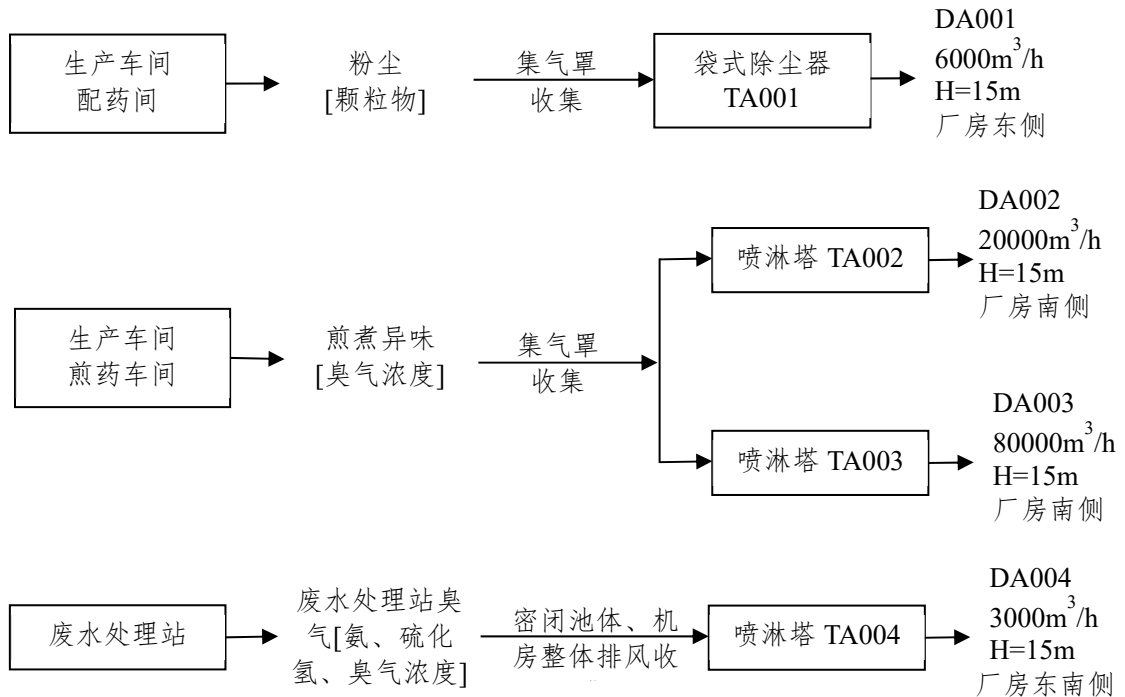 生产车间
配药间
粉尘
[颗粒物]
集气罩
收集
袋式除尘器
TA001
DA001
6000m³/h
H=15m
厂房东侧
生产车间
煎药车间
煎煮异味
[臭气浓度]
集气罩
收集
喷淋塔 TA002
DA002
20000m³/h
H=15m
厂房南侧
喷淋塔 TA003
DA003
80000m³/h
H=15m
厂房南侧
废水处理站
废水处理站臭
气[氨、硫化
氢、臭气浓度]
密闭池体、机
房整体排风收
喷淋塔 TA004
DA004
3000m³/h
H=15m
厂房东南侧